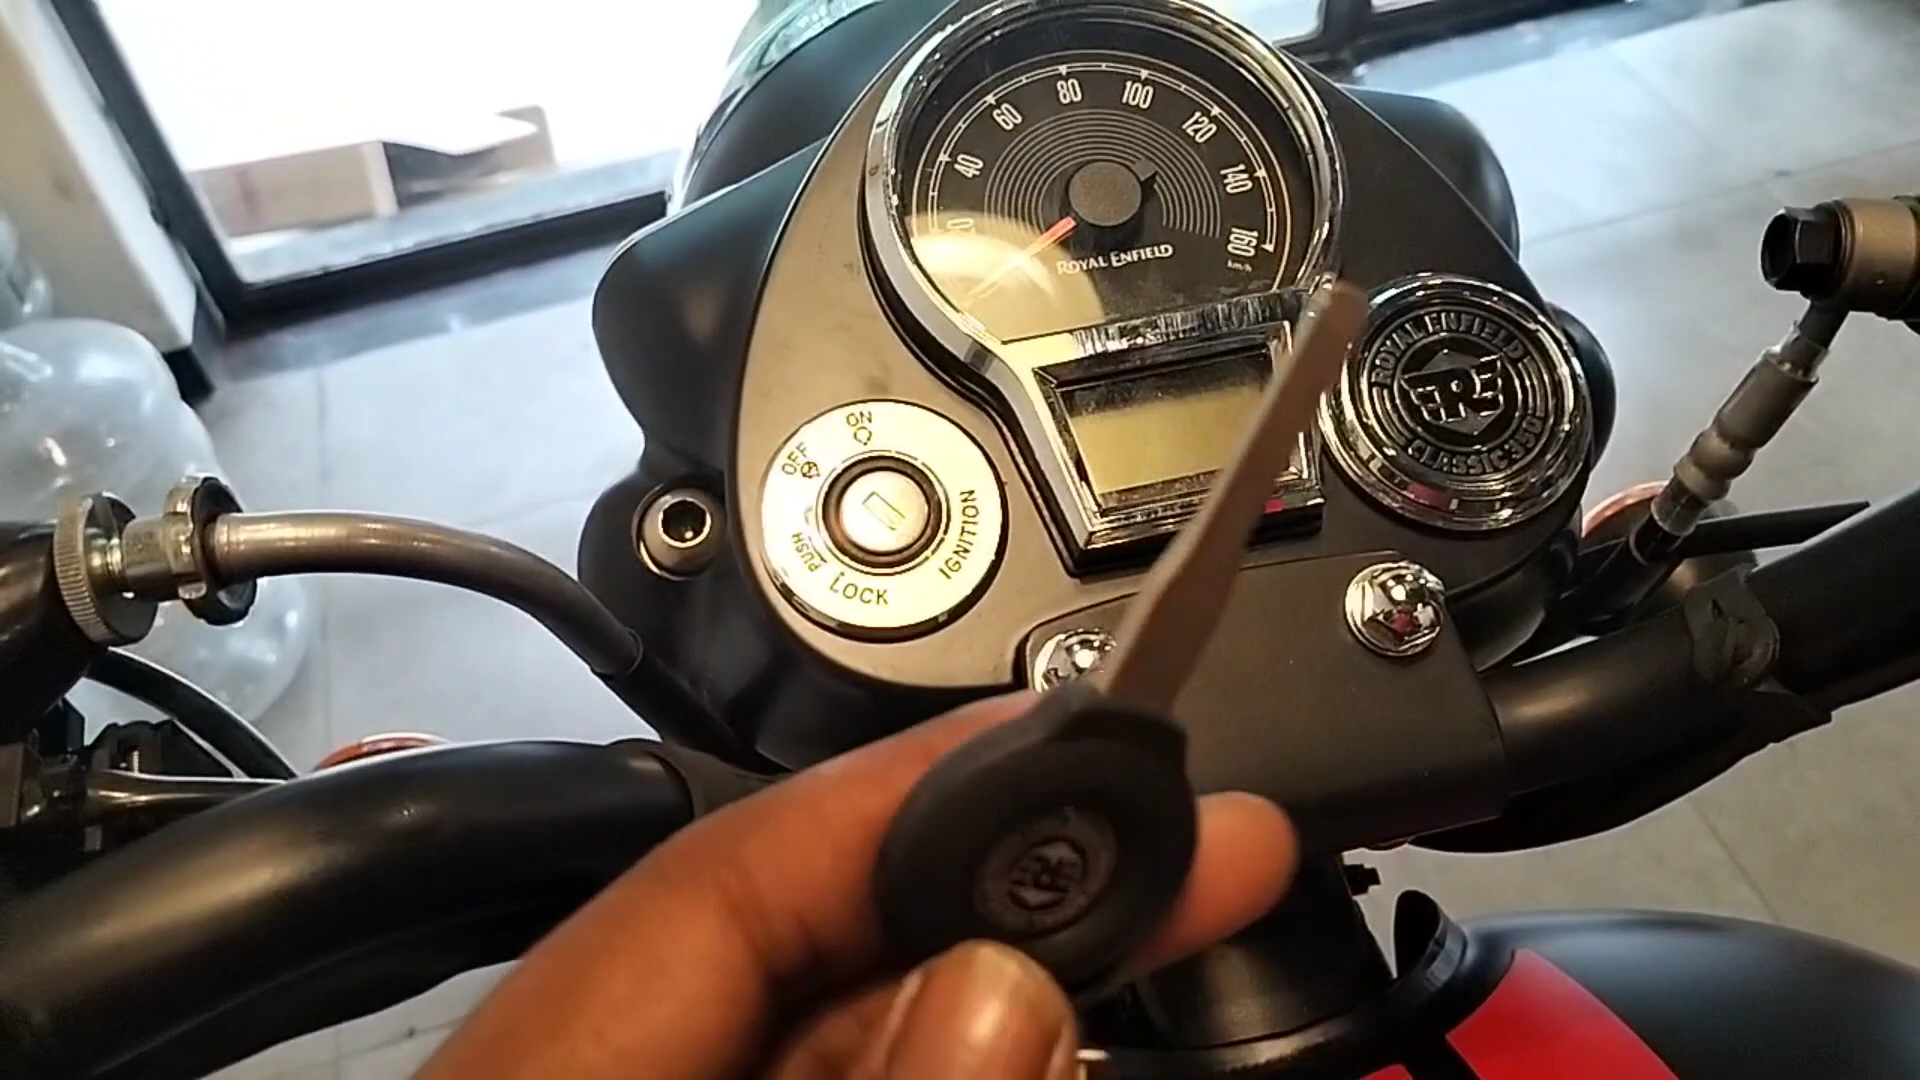 20
40
60
80
100
120
140
160
km/h
ROYAL ENFIELD
ROYAL ENFIELD
R
CLASSIC 350
ON
OFF
PUSH
LOCK
IGNITION